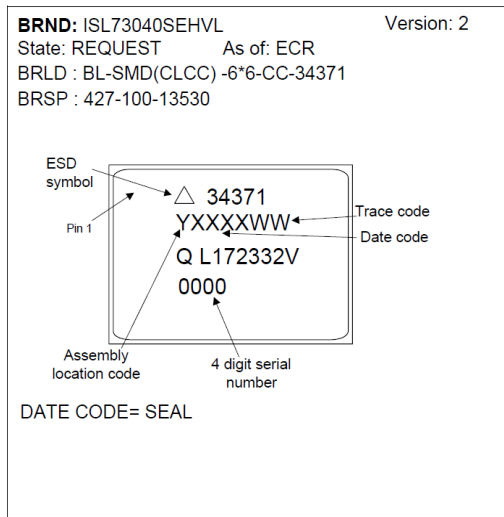 BRND: ISL73040SEHVL Version: 2
State: REQUEST As of: ECR
BRLD : BL-SMD(CLCC) -6*6-CC-34371
BRSP : 427-100-13530
ESD
symbol
34371
Pin 1
YXXXXWW
Trace code
Date code
Q L172332V
0000
Assembly
location code
4 digit serial
number
DATE CODE= SEAL